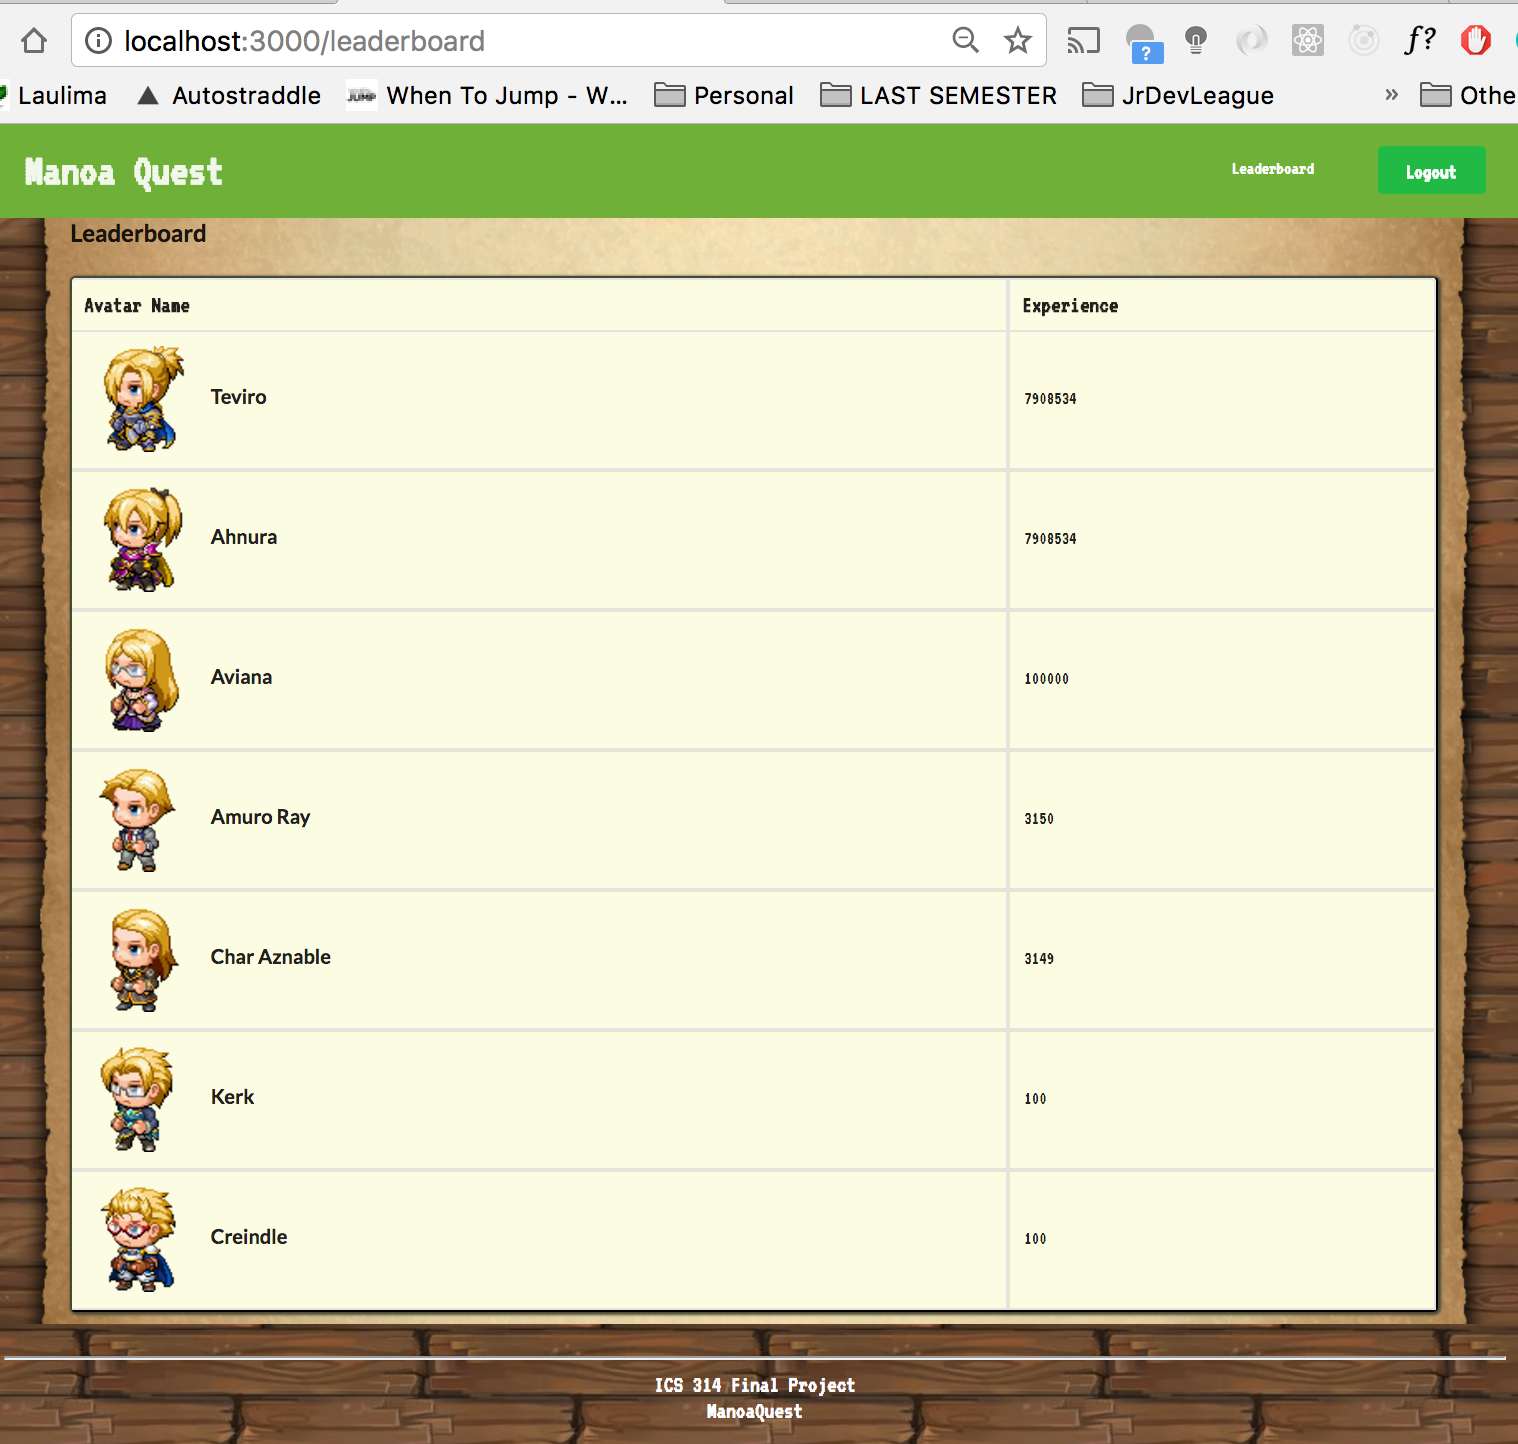 localhost:3000/leaderboard
Laulima Autostraddle JUMP When To Jump - W... Personal LAST SEMESTER JrDevLeague » Othe
Manoa Quest Leaderboard Logout
Leaderboard
Avatar Name Experience
Teviro 7908534
Ahnura 7908534
Aviana 100000
Amuro Ray 3150
Char Aznable 3149
Kerk 100
Creindle 100
ICS 314 Final Project
ManoaQuest